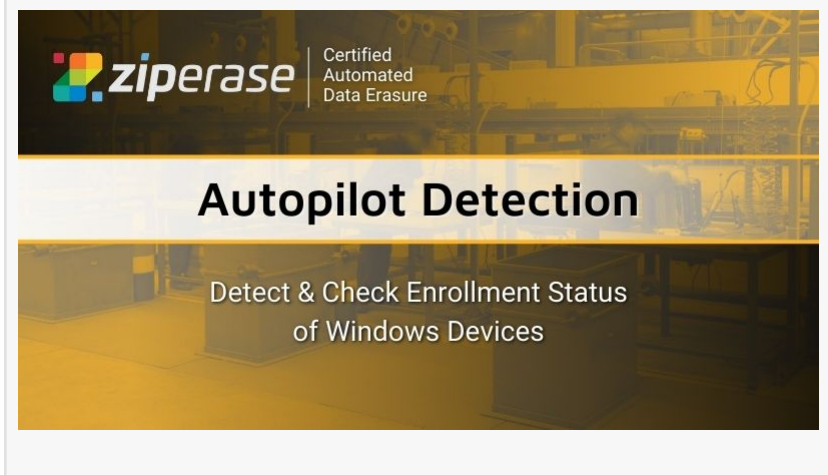 ziperase
Certified
Automated
Data Erasure
Autopilot Detection
Detect & Check Enrollment Status
of Windows Devices